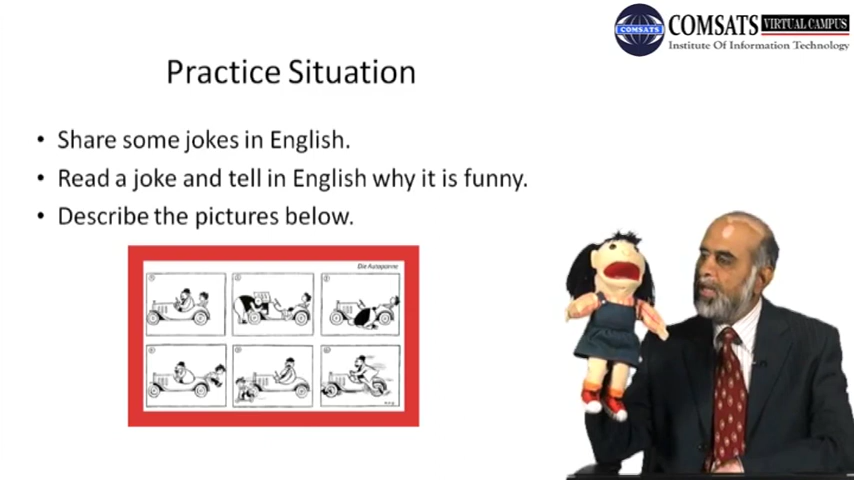 COMSATS VIRTUAL CAMPUS
COMSATS
Institute Of Information Technology
Practice Situation
• Share some jokes in English.
• Read a joke and tell in English why it is funny.
• Describe the pictures below.
Die Autopanne